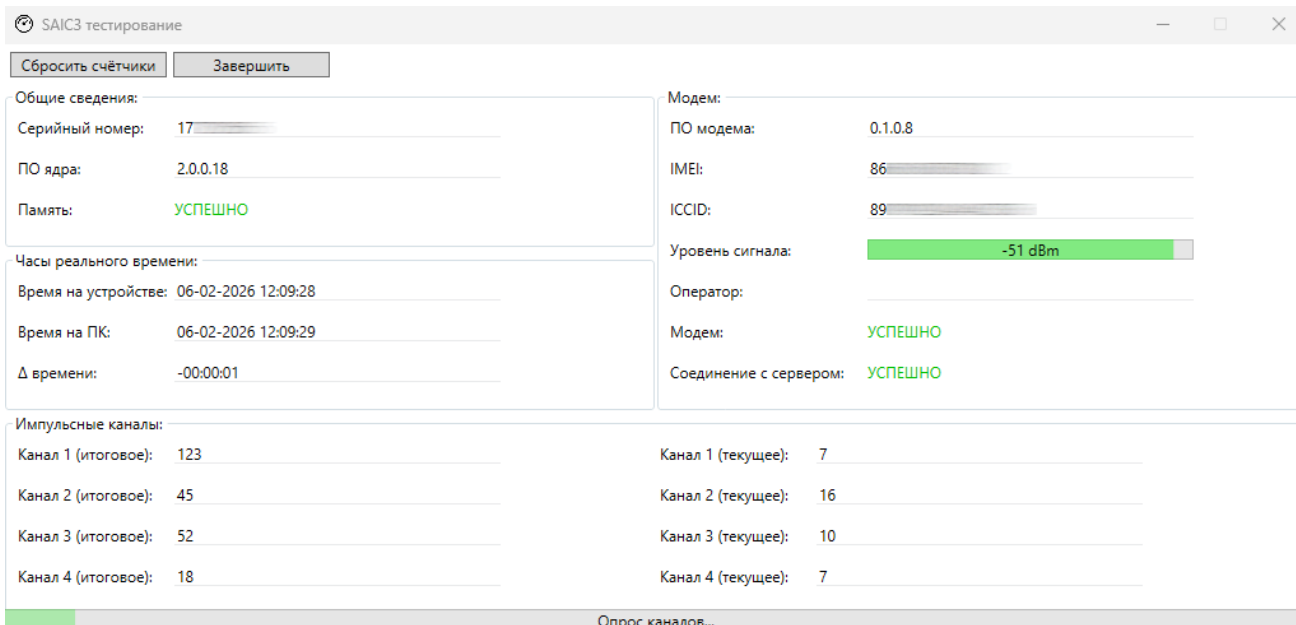 SAIC3 тестирование
Сбросить счётчики Завершить
Общие сведения:
Серийный номер: 17
ПО ядра: 2.0.0.18
Память: УСПЕШНО
Часы реального времени:
Время на устройстве: 06-02-2026 12:09:28
Время на ПК: 06-02-2026 12:09:29
Δ времени: -00:00:01
Модем:
ПО модема: 0.1.0.8
IMEI: 86
ICCID: 89
Уровень сигнала: -51 dBm
Оператор:
Модем: УСПЕШНО
Соединение с сервером: УСПЕШНО
Импульсные каналы:
Канал 1 (итоговое): 123
Канал 2 (итоговое): 45
Канал 3 (итоговое): 52
Канал 4 (итоговое): 18
Канал 1 (текущее): 7
Канал 2 (текущее): 16
Канал 3 (текущее): 10
Канал 4 (текущее): 7
Опрос каналов...